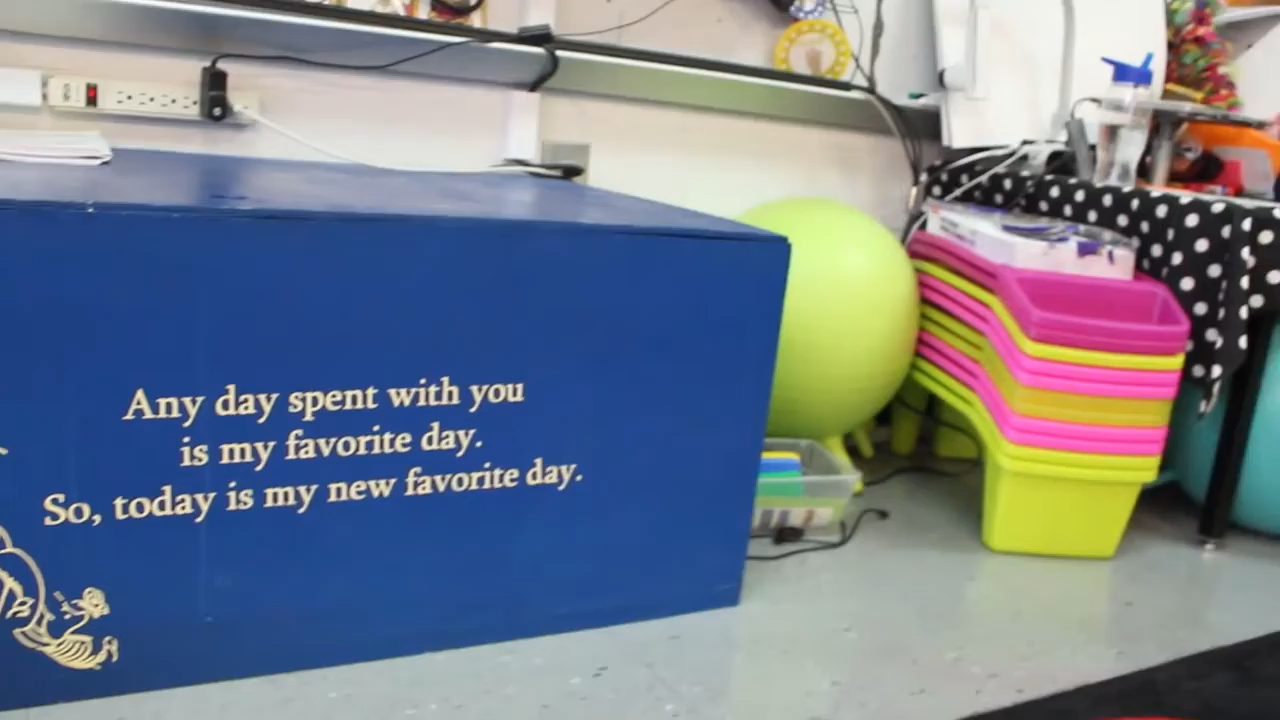 Any day spent with you
is my favorite day.
So, today is my new favorite day.